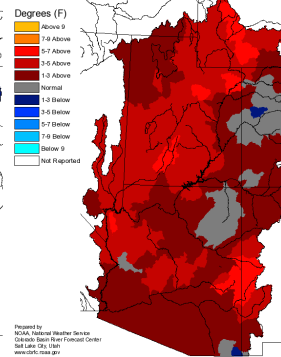 Degrees (F)
Above 9
7-9 Above
5-7 Above
3-5 Above
1-3 Above
Normal
1-3 Below
3-5 Below
5-7 Below
7-9 Below
Below 9
Not Reported
Prepared by
NOAA, National Weather Service
Colorado Basin River Forecast Center
Salt Lake City, Utah
www.cbrfc.noaa.gov